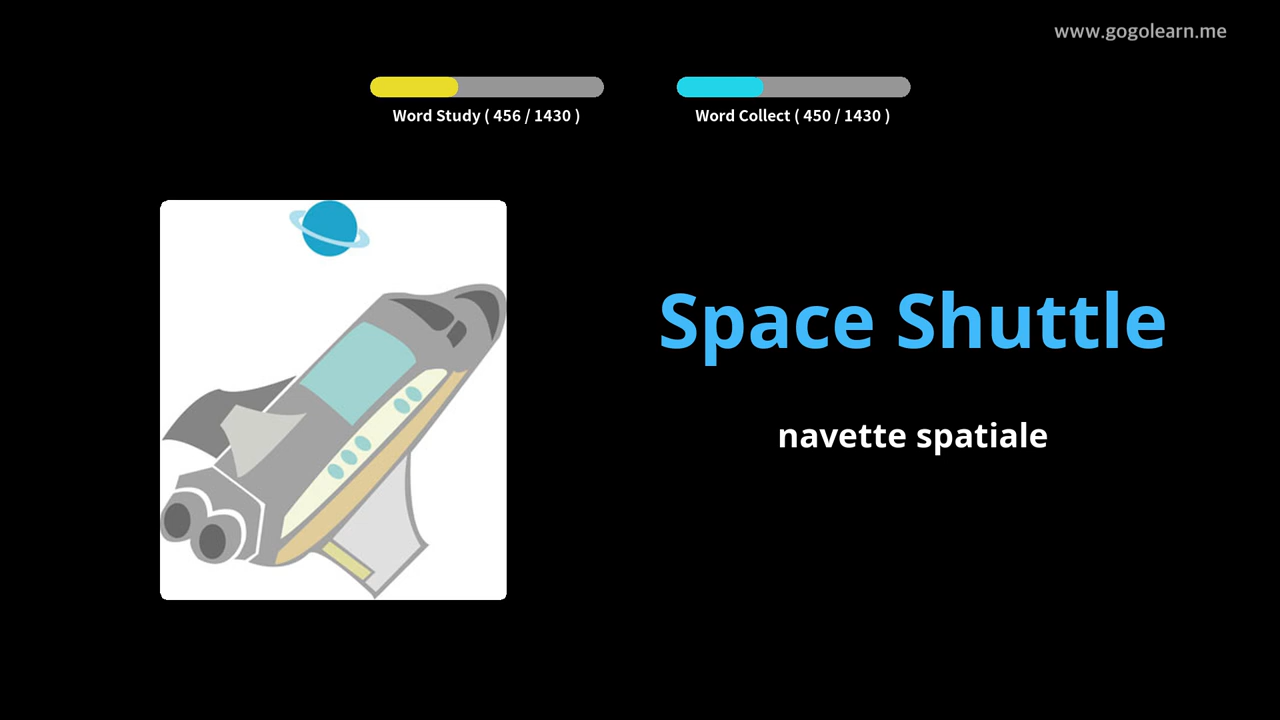 www.gogolearn.me
Word Study ( 456 / 1430 )
Word Collect ( 450 / 1430 )
Space Shuttle
navette spatiale